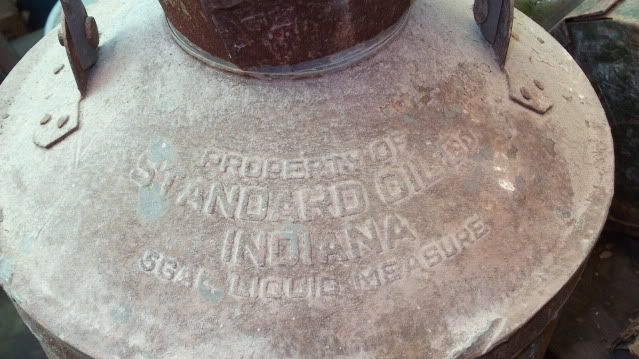 PROPERTY OF
STANDARD OIL CO
INDIANA
5GAL LIQUID MEASURE